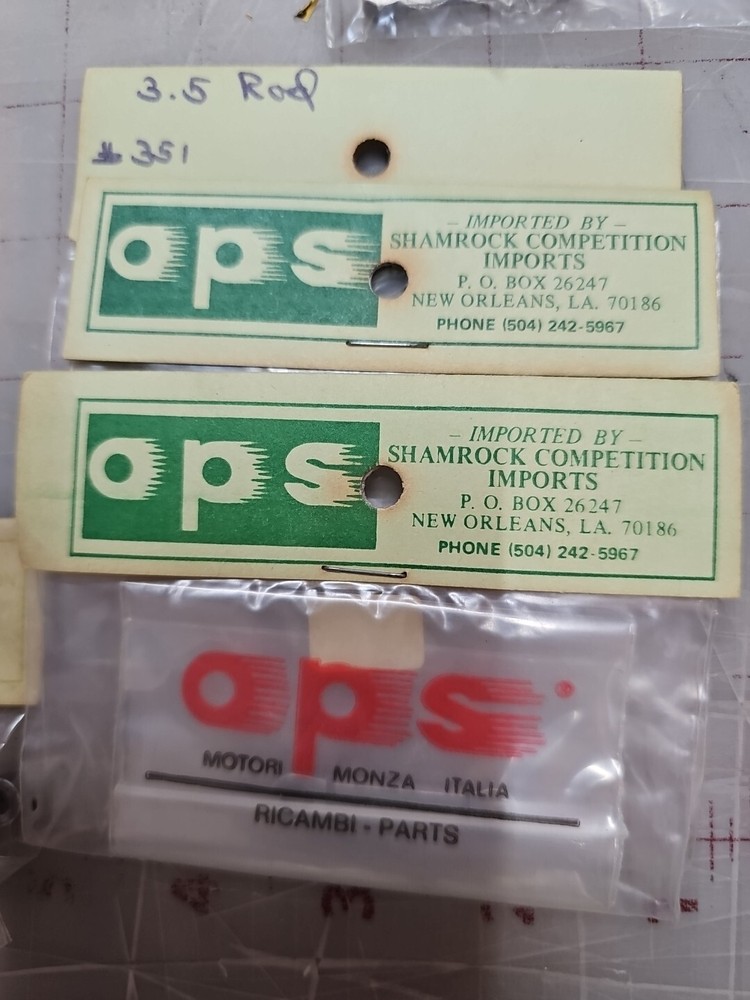 3.5 Rod
# 351
ops
- IMPORTED BY -
SHAMROCK COMPETITION
IMPORTS
P. O. BOX 26247
NEW ORLEANS, LA. 70186
PHONE (504) 242-5967
ops
- IMPORTED BY -
SHAMROCK COMPETITION
IMPORTS
P. O. BOX 26247
NEW ORLEANS, LA. 70186
PHONE (504) 242-5967
ops®
MOTORI MONZA ITALIA
RICAMBI - PARTS